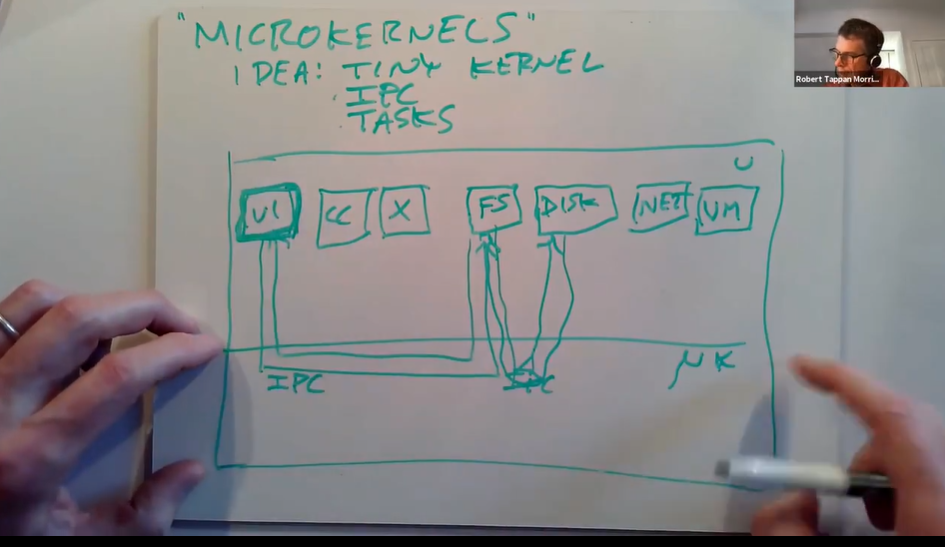 "MICROKERNELS"
IDEA: TINY KERNEL
IPC
TASKS
U
VI CC X FS DISK NET VM
IPC IPC µK
Robert Tappan Morri...